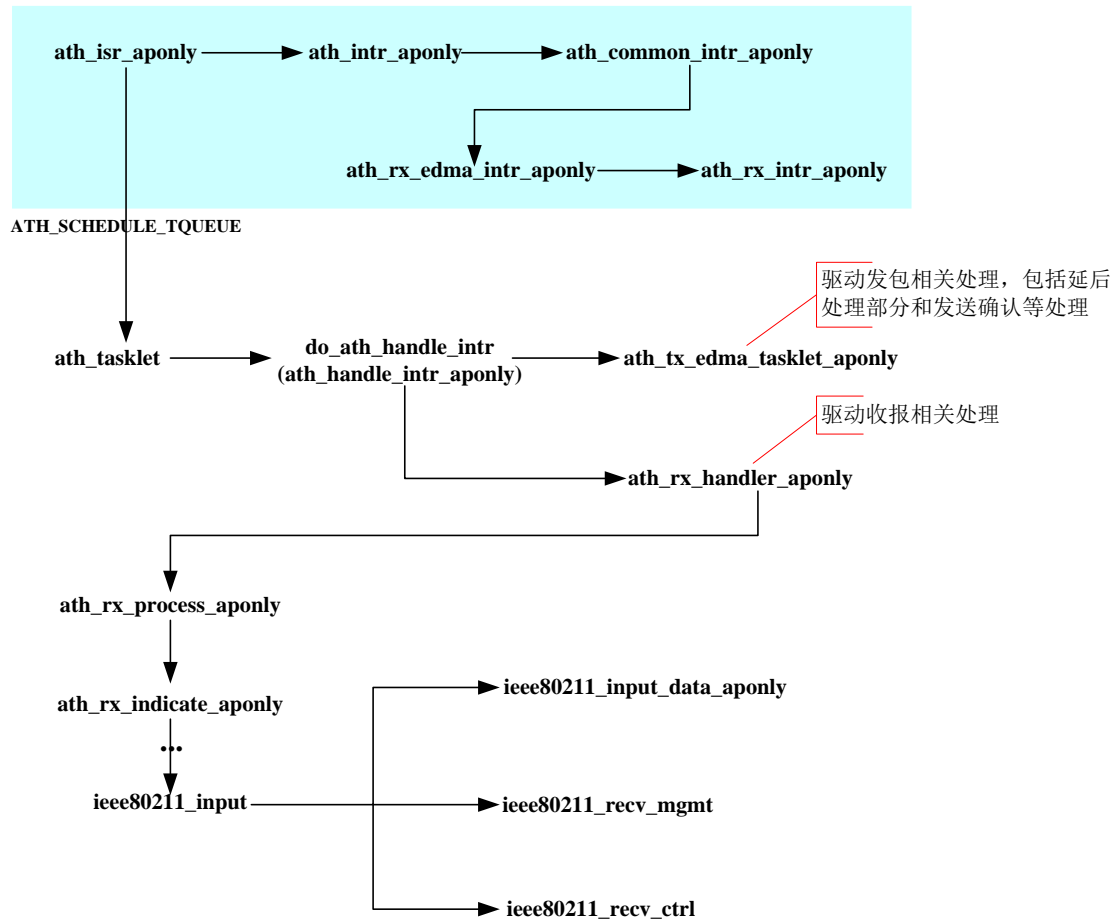 ath_isr_aponly
ath_intr_aponly
ath_common_intr_aponly
ath_rx_edma_intr_aponly
ath_rx_intr_aponly
ATH_SCHEDULE_TQUEUE
驱动发包相关处理，包括延后
处理部分和发送确认等处理
ath_tasklet
do_ath_handle_intr
(ath_handle_intr_aponly)
ath_tx_edma_tasklet_aponly
驱动收报相关处理
ath_rx_handler_aponly
ath_rx_process_aponly
ath_rx_indicate_aponly
...
ieee80211_input
ieee80211_input_data_aponly
ieee80211_recv_mgmt
ieee80211_recv_ctrl